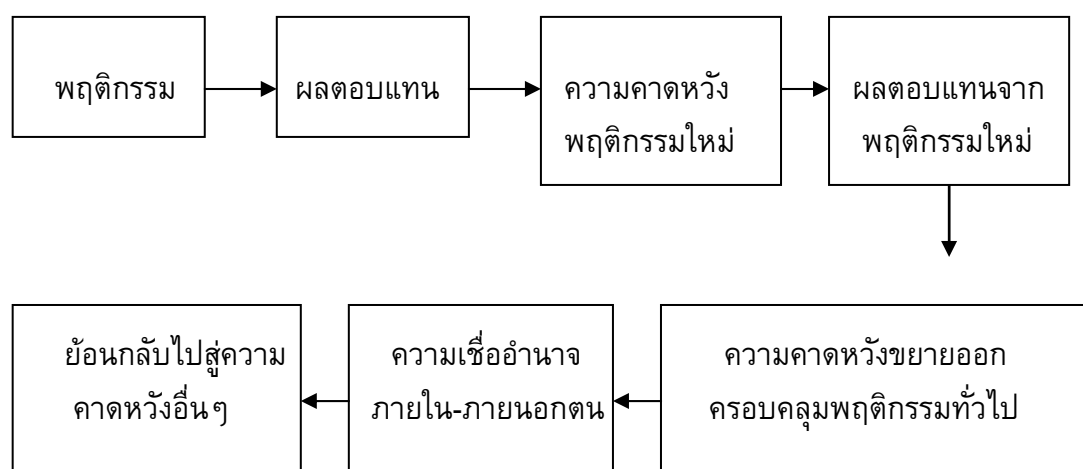 พฤติกรรม
ผลตอบแทน
ความคาดหวัง
พฤติกรรมใหม่
ผลตอบแทนจาก
พฤติกรรมใหม่
ความคาดหวังขยายออก
ครอบคลุมพฤติกรรมทั่วไป
ความเชื่ออำนาจ
ภายใน-ภายนอกตน
ย้อนกลับไปสู่ความ
คาดหวังอื่นๆ